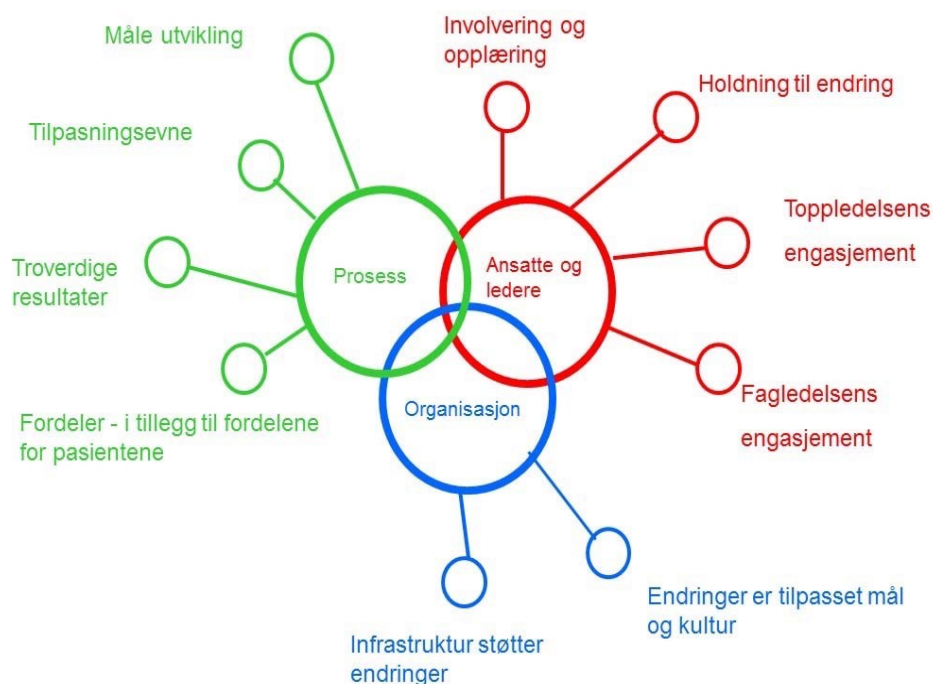 Måle utvikling
Tilpasningsevne
Troverdige
resultater
Fordeler - i tillegg til fordelene
for pasientene
Prosess
Involvering og
opplæring
Holdning til endring
Toppledelsens
engasjement
Fagledelsens
engasjement
Ansatte og
ledere
Organisasjon
Infrastruktur støtter
endringer
Endringer er tilpasset mål
og kultur